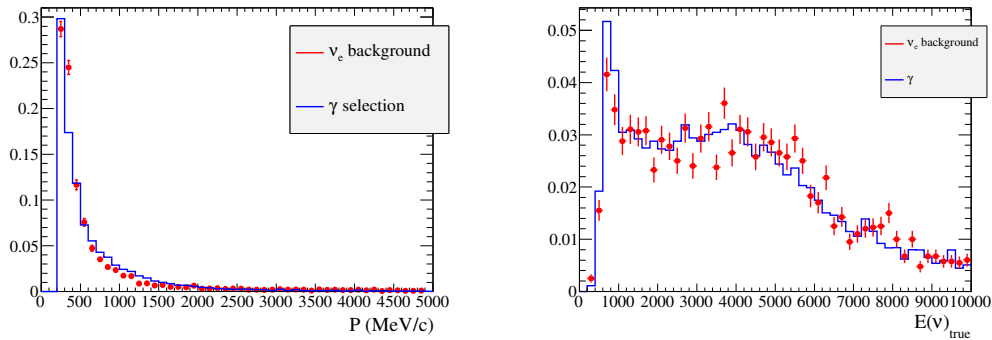 0.3
0.25
0.2
0.15
0.1
0.05
0
0 500 1000 1500 2000 2500 3000 3500 4000 4500 5000
P (MeV/c)
νe background
γ selection
0.05
0.04
0.03
0.02
0.01
0
0 1000 2000 3000 4000 5000 6000 7000 8000 9000 10000
E(ν)true
νe background
γ